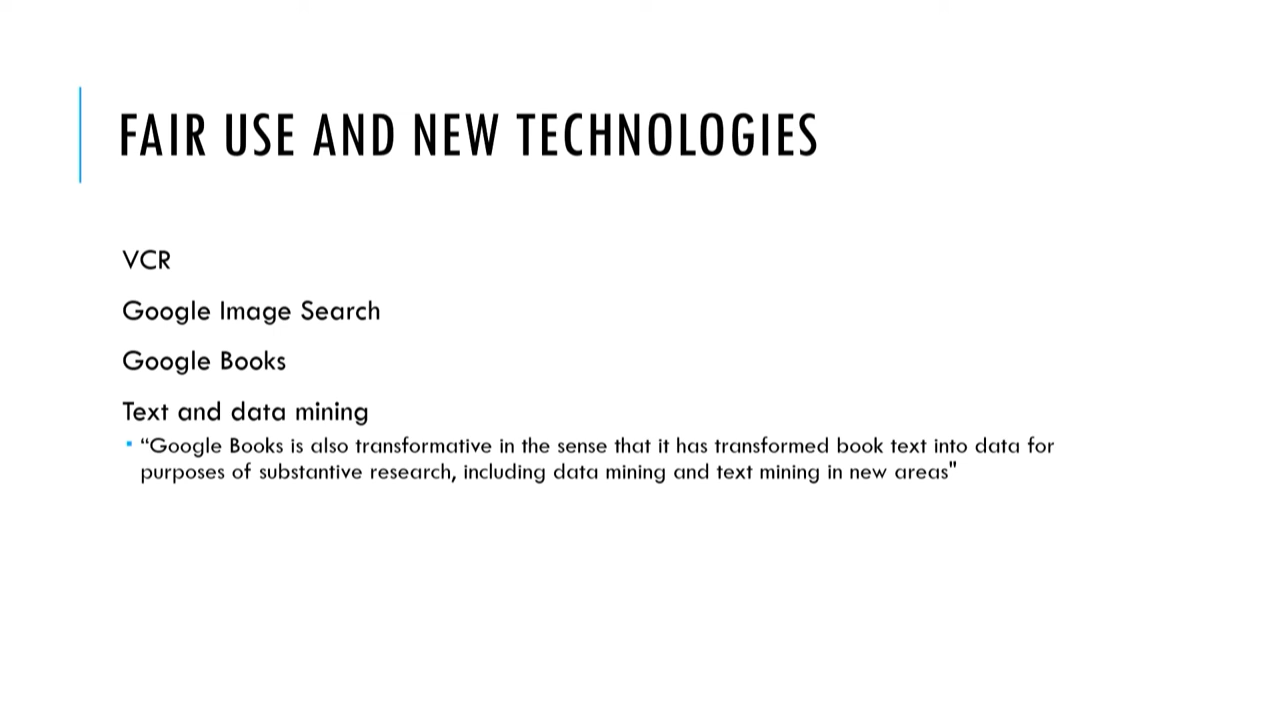 FAIR USE AND NEW TECHNOLOGIES
VCR
Google Image Search
Google Books
Text and data mining
▪ “Google Books is also transformative in the sense that it has transformed book text into data for
purposes of substantive research, including data mining and text mining in new areas"